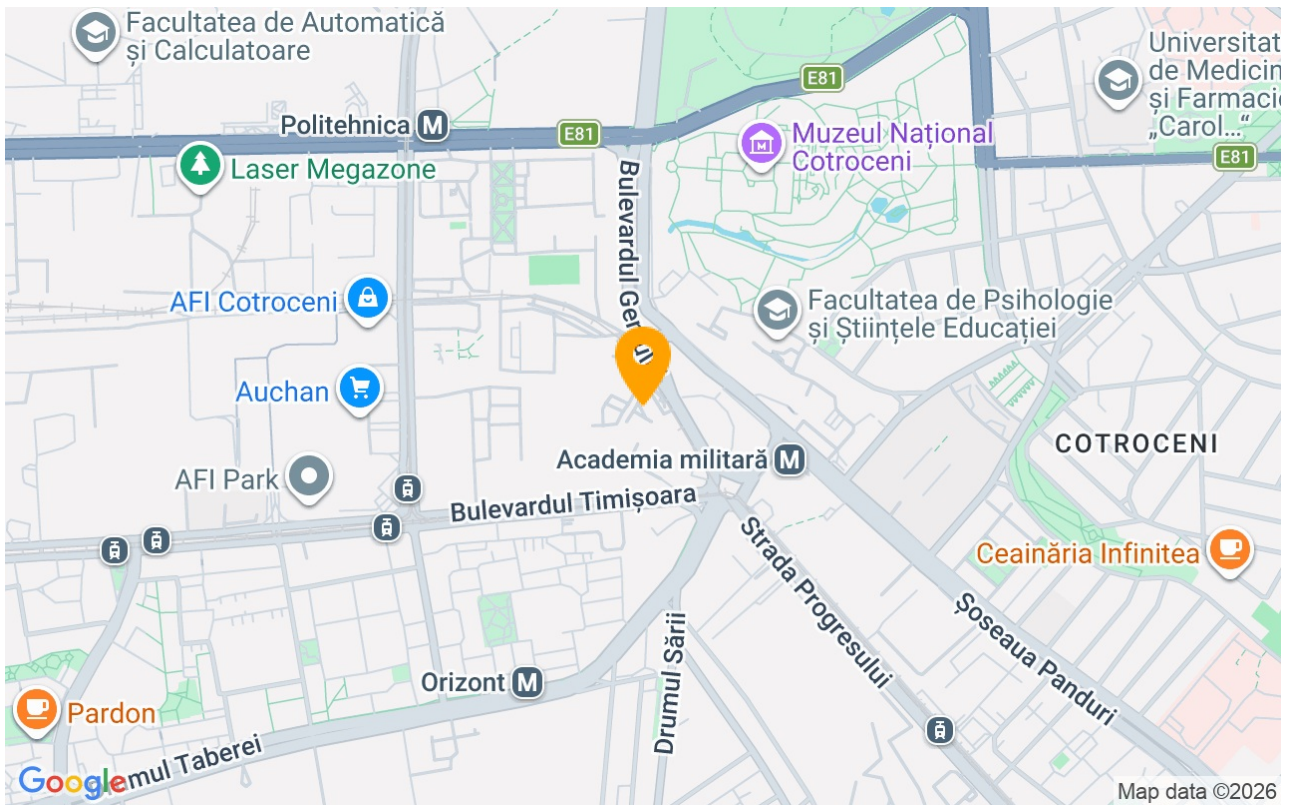 Facultatea de Automatică
și Calculatoare
Universitat
de Medicin
și Farmaci
„Carol...“
E81
Politehnica M
E81
Muzeul Național
Cotroceni
E81
Laser Megazone
Bulevardul Gen
AFI Cotroceni
Facultatea de Psihologie
și Științele Educației
Auchan
COTROCENI
Academia militară M
AFI Park
Bulevardul Timișoara
Strada Progresului
Ceainăria Infinitea
Șoseaua Panduri
Drumul Sării
Orizont M
Pardon
amul Taberei
Google
Map data ©2026